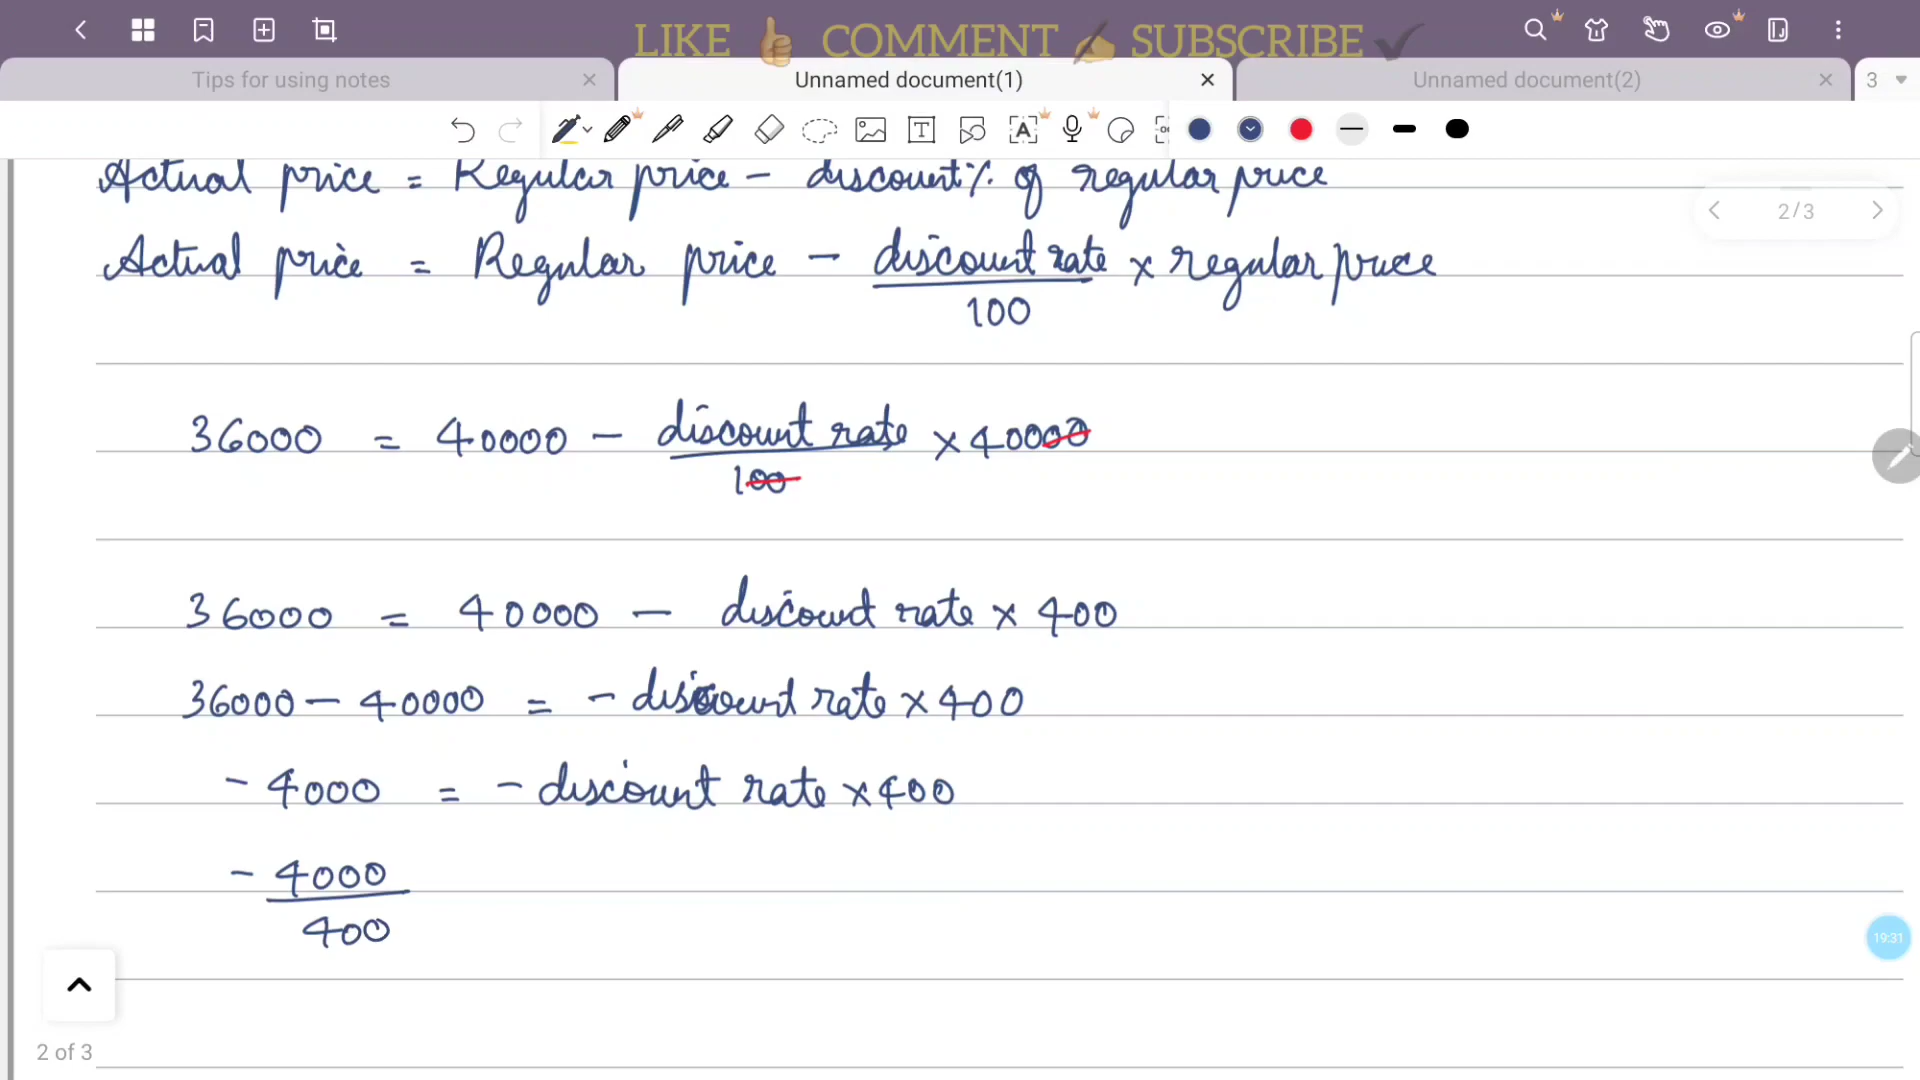 LIKE 👍 COMMENT ✍ SUBSCRIBE ✔
Tips for using notes
Unnamed document(1)
Unnamed document(2)
3
Actual price = Regular price - discount % of regular price
2/3
Actual price = Regular price - discount rate / 100 × regular price
36000 = 40000 - discount rate / 100 × 40000
36000 = 40000 - discount rate × 400
36000 - 40000 = - discount rate × 400
- 4000 = - discount rate × 400
- 4000
400
19:31
2 of 3